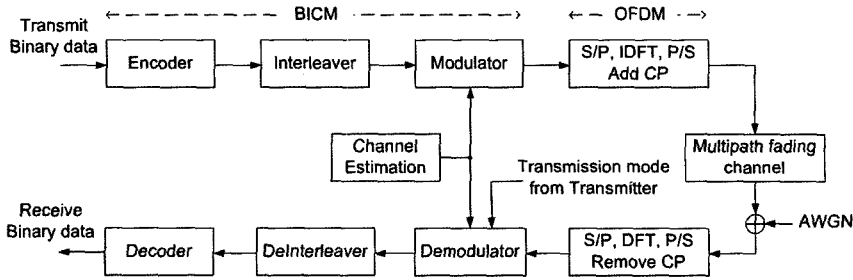 BICM
OFDM
Transmit
Binary data
Encoder
Interleaver
Modulator
S/P, IDFT, P/S
Add CP
Channel
Estimation
Multipath fading
channel
Transmission mode
from Transmitter
AWGN
Receive
Binary data
Decoder
DeInterleaver
Demodulator
S/P, DFT, P/S
Remove CP